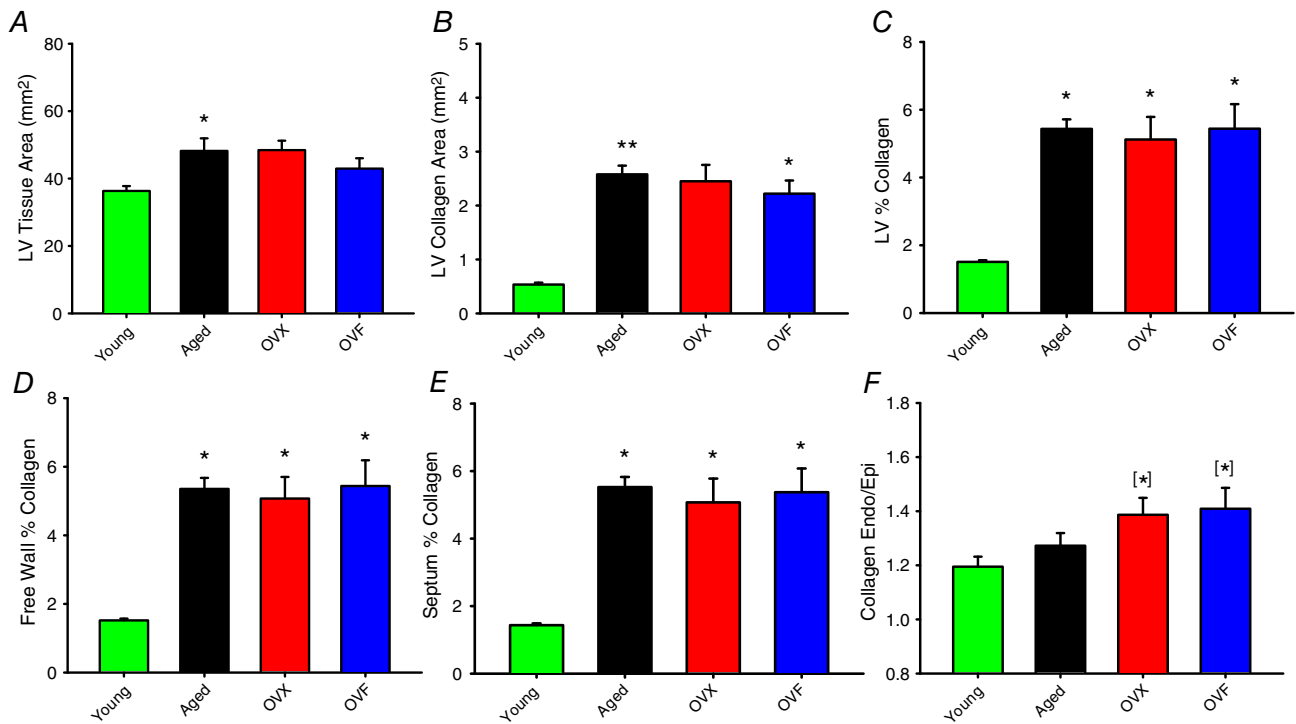 A
LV Tissue Area (mm²)
80
60
40
20
0
*
Young
Aged
OVX
OVF
B
LV Collagen Area (mm²)
5
4
3
2
1
0
**
*
Young
Aged
OVX
OVF
C
LV % Collagen
8
6
4
2
0
*
*
*
Young
Aged
OVX
OVF
D
Free Wall % Collagen
8
6
4
2
0
*
*
*
Young
Aged
OVX
OVF
E
Septum % Collagen
8
6
4
2
0
*
*
*
Young
Aged
OVX
OVF
F
Collagen Endo/Epi
1.8
1.6
1.4
1.2
1.0
0.8
[*]
[*]
Young
Aged
OVX
OVF